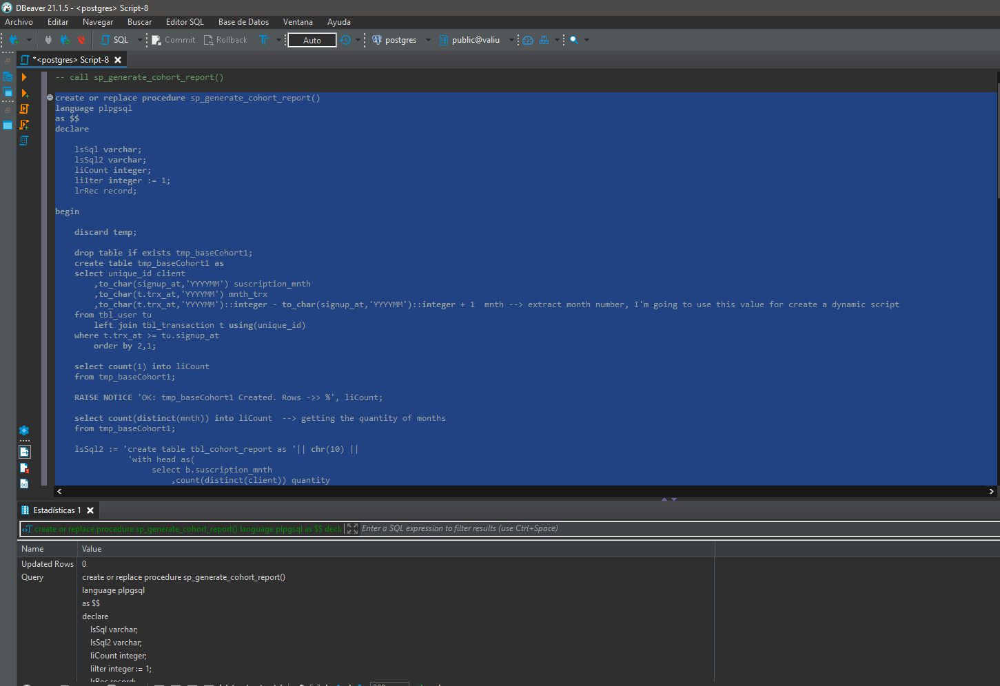 DBeaver 21.1.5 - <postgres> Script-8
Archivo Editar Navegar Buscar Editor SQL Base de Datos Ventana Ayuda
SQL Commit Rollback Auto postgres public@valiu
*<postgres> Script-8
-- call sp_generate_cohort_report()
create or replace procedure sp_generate_cohort_report()
language plpgsql
as $$
declare
lsSql varchar;
lsSql2 varchar;
liCount integer;
liIter integer := 1;
lrRec record;
begin
discard temp;
drop table if exists tmp_baseCohort1;
create table tmp_baseCohort1 as
select unique_id client
,to_char(signup_at,'YYYYMM') suscription_mnth
,to_char(t.trx_at,'YYYYMM') mnth_trx
,to_char(t.trx_at,'YYYYMM')::integer - to_char(signup_at,'YYYYMM')::integer + 1  mnth --> extract month number, I'm going to use this value for create a dynamic script
from tbl_user tu
left join tbl_transaction t using(unique_id)
where t.trx_at >= tu.signup_at
order by 2,1;
select count(1) into liCount
from tmp_baseCohort1;
RAISE NOTICE 'OK: tmp_baseCohort1 Created. Rows ->> %', liCount;
select count(distinct(mnth)) into liCount  --> getting the quantity of months
from tmp_baseCohort1;
lsSql2 := 'create table tbl_cohort_report as '|| chr(10) ||
'with head as(
select b.suscription_mnth
,count(distinct(client)) quantity
Estadísticas 1
create or replace procedure sp_generate_cohort_report() language plpgsql as $$ decl Enter a SQL expression to filter results (use Ctrl+Space)
Name Value
Updated Rows 0
Query create or replace procedure sp_generate_cohort_report()
language plpgsql
as $$
declare
lsSql varchar;
lsSql2 varchar;
liCount integer;
liIter integer := 1;
lrRec record;